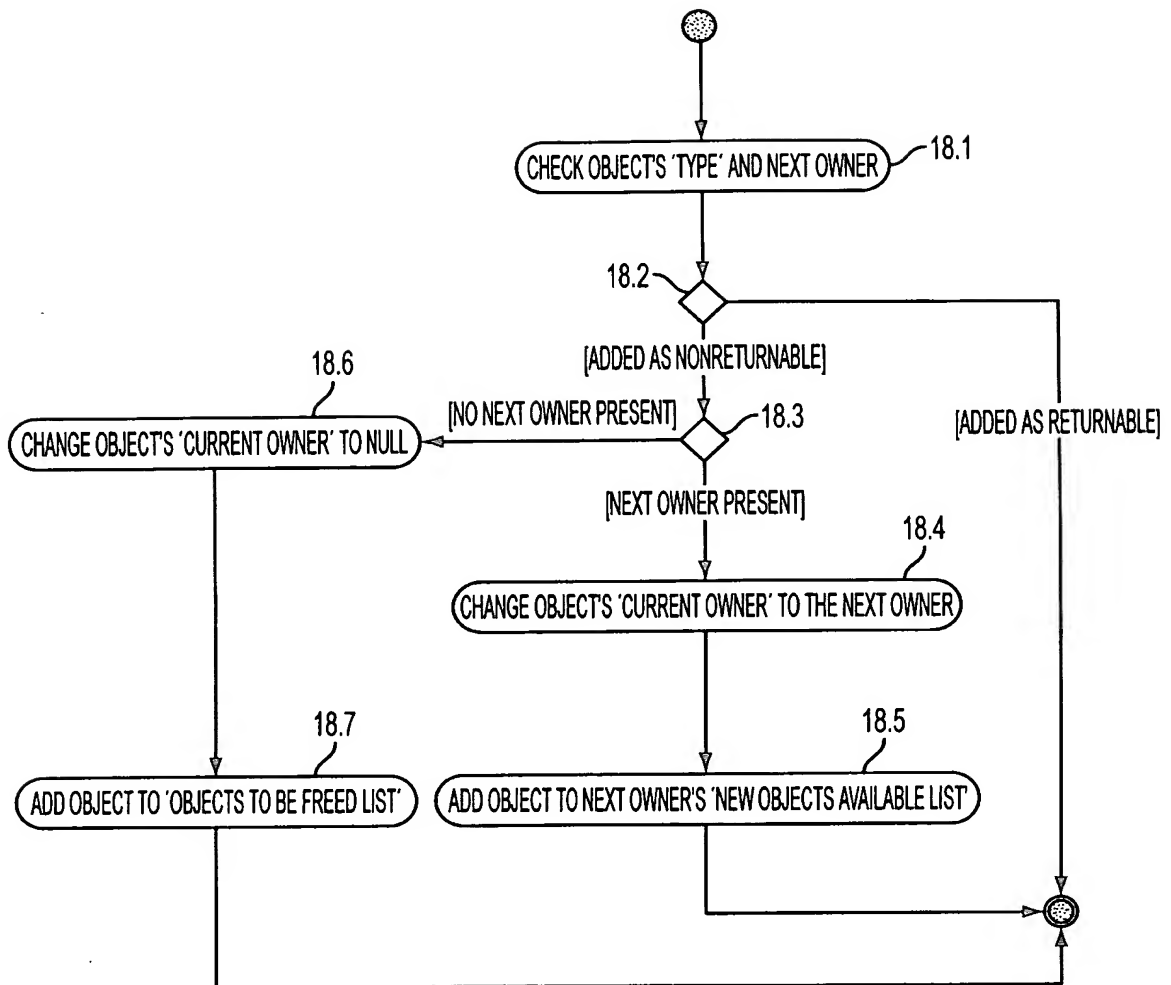 18.1
CHECK OBJECT'S 'TYPE' AND NEXT OWNER
18.2
[ADDED AS NONRETURNABLE]
18.6
[NO NEXT OWNER PRESENT]
18.3
[ADDED AS RETURNABLE]
CHANGE OBJECT'S 'CURRENT OWNER' TO NULL
[NEXT OWNER PRESENT]
18.4
CHANGE OBJECT'S 'CURRENT OWNER' TO THE NEXT OWNER
18.7
18.5
ADD OBJECT TO 'OBJECTS TO BE FREED LIST'
ADD OBJECT TO NEXT OWNER'S 'NEW OBJECTS AVAILABLE LIST'